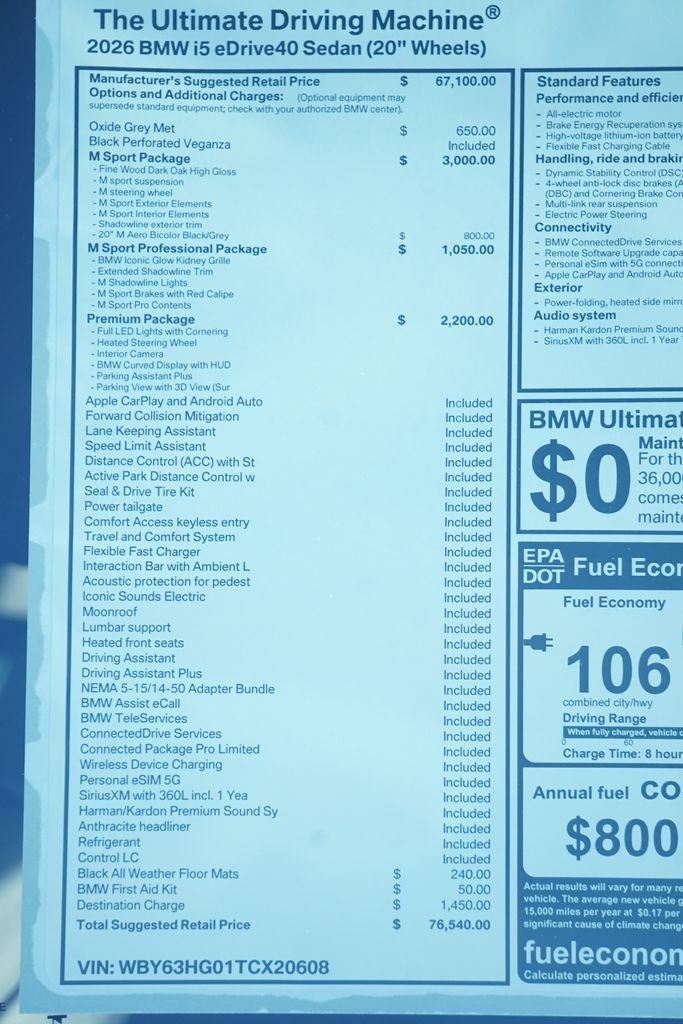 The Ultimate Driving Machine®
2026 BMW i5 eDrive40 Sedan (20" Wheels)
Manufacturer's Suggested Retail Price $ 67,100.00
Options and Additional Charges: (Optional equipment may
supersede standard equipment; check with your authorized BMW center).
Oxide Grey Met $ 650.00
Black Perforated Veganza Included
M Sport Package $ 3,000.00
- Fine Wood Dark Oak High Gloss
- M sport suspension
- M steering wheel
- M Sport Exterior Elements
- M Sport Interior Elements
- Shadowline exterior trim
- 20" M Aero Bicolor Black/Grey $ 800.00
M Sport Professional Package $ 1,050.00
- BMW Iconic Glow Kidney Grille
- Extended Shadowline Trim
- M Shadowline Lights
- M Sport Brakes with Red Calipe
- M Sport Pro Contents
Premium Package $ 2,200.00
- Full LED Lights with Cornering
- Heated Steering Wheel
- Interior Camera
- BMW Curved Display with HUD
- Parking Assistant Plus
- Parking View with 3D View (Sur
Apple CarPlay and Android Auto Included
Forward Collision Mitigation Included
Lane Keeping Assistant Included
Speed Limit Assistant Included
Distance Control (ACC) with St Included
Active Park Distance Control w Included
Seal & Drive Tire Kit Included
Power tailgate Included
Comfort Access keyless entry Included
Travel and Comfort System Included
Flexible Fast Charger Included
Interaction Bar with Ambient L Included
Acoustic protection for pedest Included
Iconic Sounds Electric Included
Moonroof Included
Lumbar support Included
Heated front seats Included
Driving Assistant Included
Driving Assistant Plus Included
NEMA 5-15/14-50 Adapter Bundle Included
BMW Assist eCall Included
BMW TeleServices Included
ConnectedDrive Services Included
Connected Package Pro Limited Included
Wireless Device Charging Included
Personal eSIM 5G Included
SiriusXM with 360L incl. 1 Yea Included
Harman/Kardon Premium Sound Sy Included
Anthracite headliner Included
Refrigerant Included
Control LC Included
Black All Weather Floor Mats $ 240.00
BMW First Aid Kit $ 50.00
Destination Charge $ 1,450.00
Total Suggested Retail Price $ 76,540.00
VIN: WBY63HG01TCX20608
Standard Features
Performance and efficien
- All-electric motor
- Brake Energy Recuperation sys
- High-voltage lithium-ion battery
- Flexible Fast Charging Cable
Handling, ride and brakin
- Dynamic Stability Control (DSC)
- 4-wheel anti-lock disc brakes (A
(DBC) and Cornering Brake Con
- Multi-link rear suspension
- Electric Power Steering
Connectivity
- BMW ConnectedDrive Services
- Remote Software Upgrade capa
- Personal eSim with 5G connecti
- Apple CarPlay and Android Auto
Exterior
- Power-folding, heated side mirro
Audio system
- Harman Kardon Premium Sound
- SiriusXM with 360L incl. 1 Year
BMW Ultimat
$0
Maint
For th
36,00
comes
mainte
EPA
DOT Fuel Econ
Fuel Economy
106
combined city/hwy
Driving Range
When fully charged, vehicle c
0 60
Charge Time: 8 hour
Annual fuel CO
$800
Actual results will vary for many re
vehicle. The average new vehicle g
15,000 miles per year at $0.17 per
significant cause of climate chang
fueleconom
Calculate personalized estima